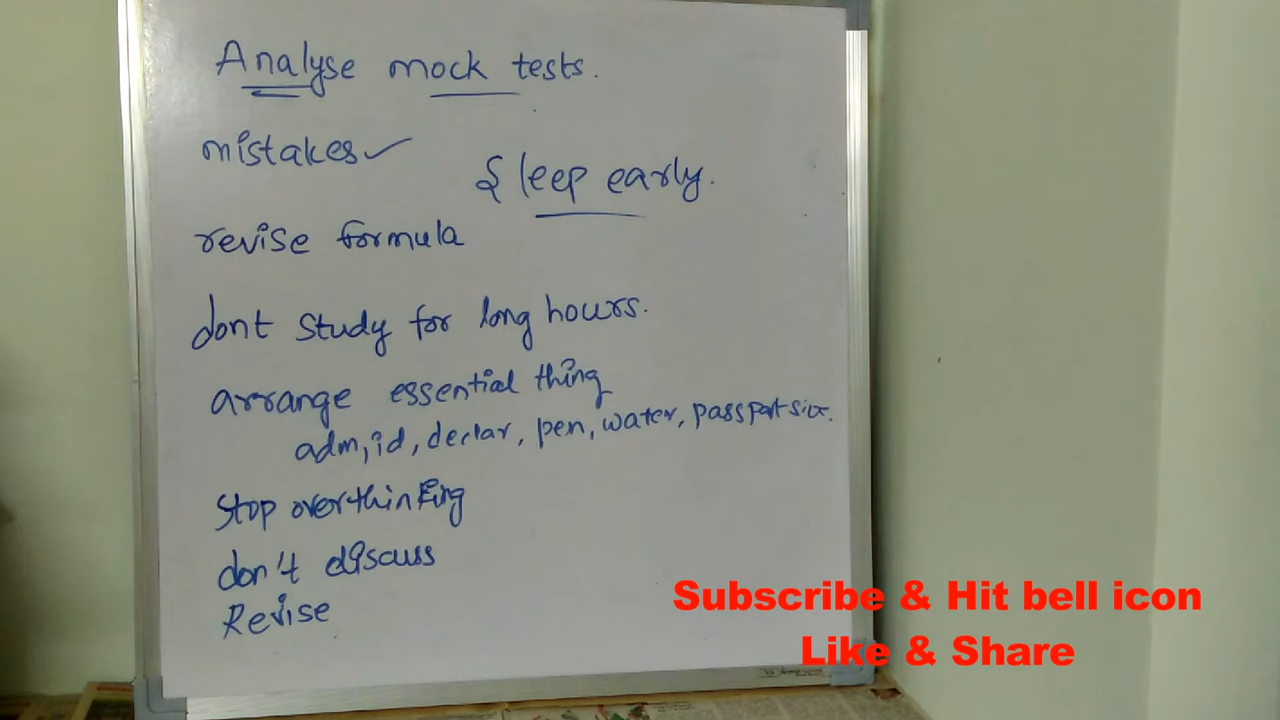 Analyse mock tests.
mistakes
Sleep early.
revise formula
dont study for long hours.
arrange essential thing
adm, id, declar, pen, water, passport size.
stop overthinking
don't discuss
Revise
Subscribe & Hit bell icon
Like & Share